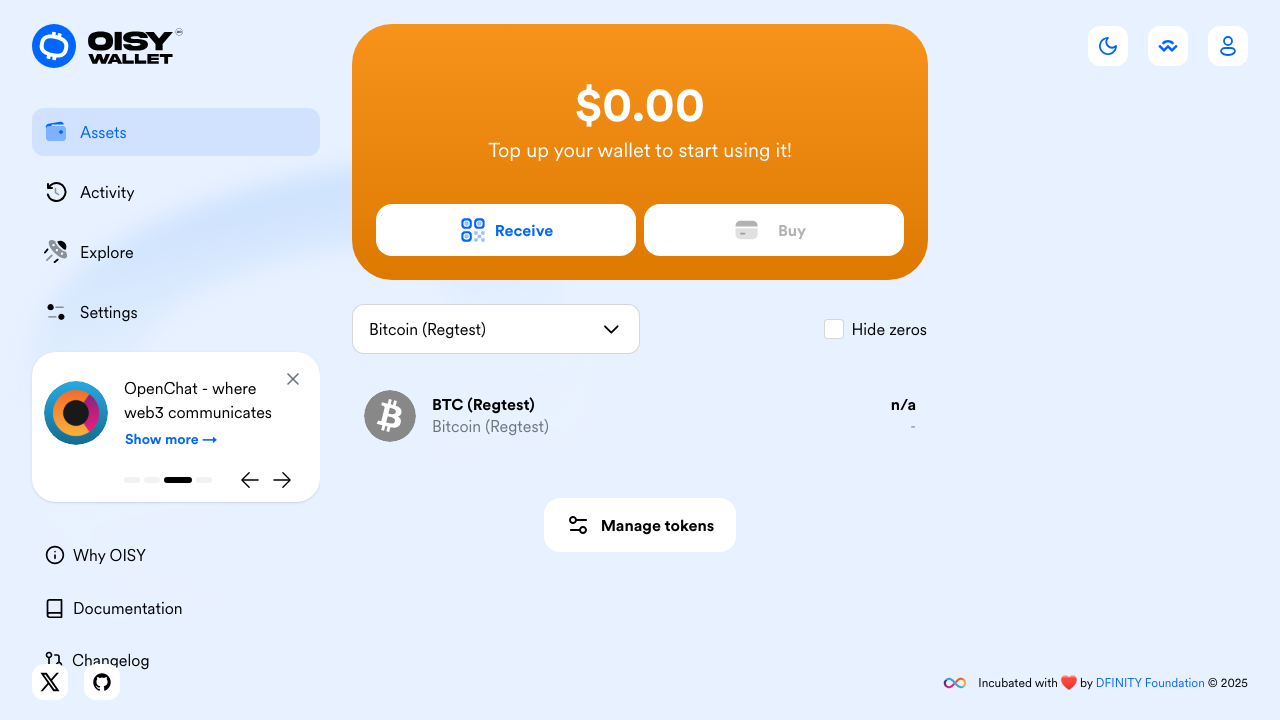 OISY
WALLET
Assets
Activity
Explore
Settings
OpenChat - where
web3 communicates
Show more →
Why OISY
Documentation
Changelog
$0.00
Top up your wallet to start using it!
Receive
Buy
Bitcoin (Regtest)
Hide zeros
BTC (Regtest)
n/a
Bitcoin (Regtest)
-
Manage tokens
Incubated with ❤️ by DFINITY Foundation © 2025